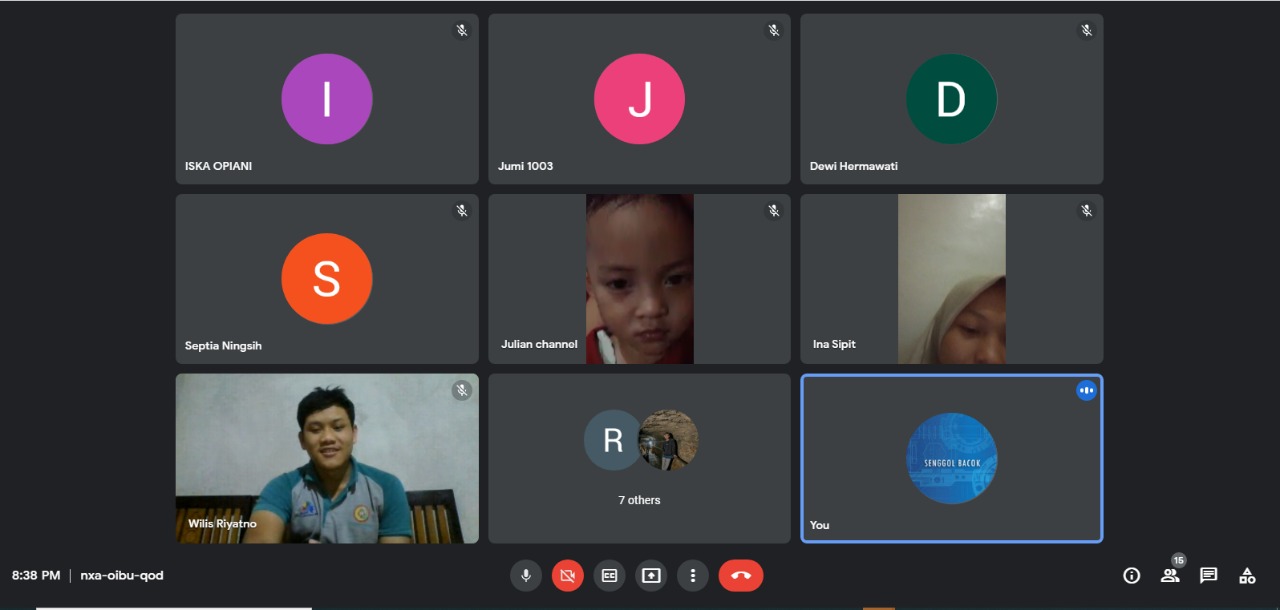 I
J
D
ISKA OPIANI
Jumi 1003
Dewi Hermawati
S
Septia Ningsih
Julian channel
Ina Sipit
R
SENGGOL BACOK
7 others
Wilis Riyatno
You
8:38 PM | nxa-oibu-qod
CC
15